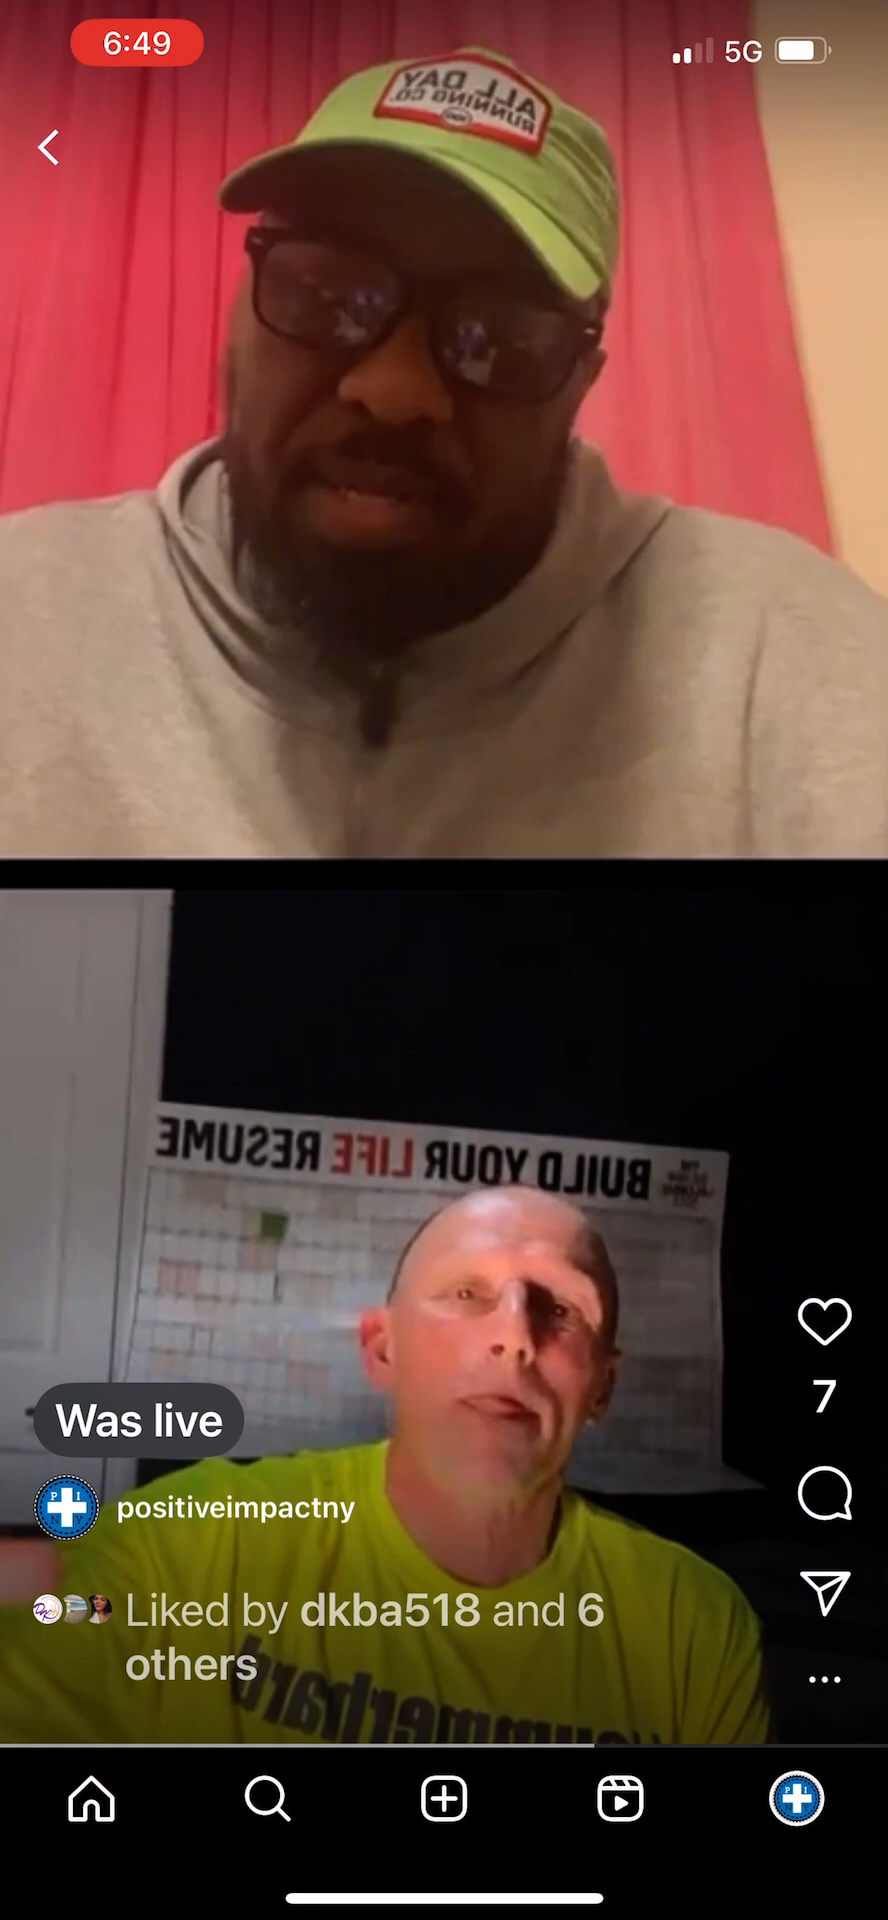 6:49
5G
ALL DAY
RUNNING CO.
BUILD YOUR LIFE RESUME
Was live
positiveimpactny
7
Liked by dkba518 and 6
others